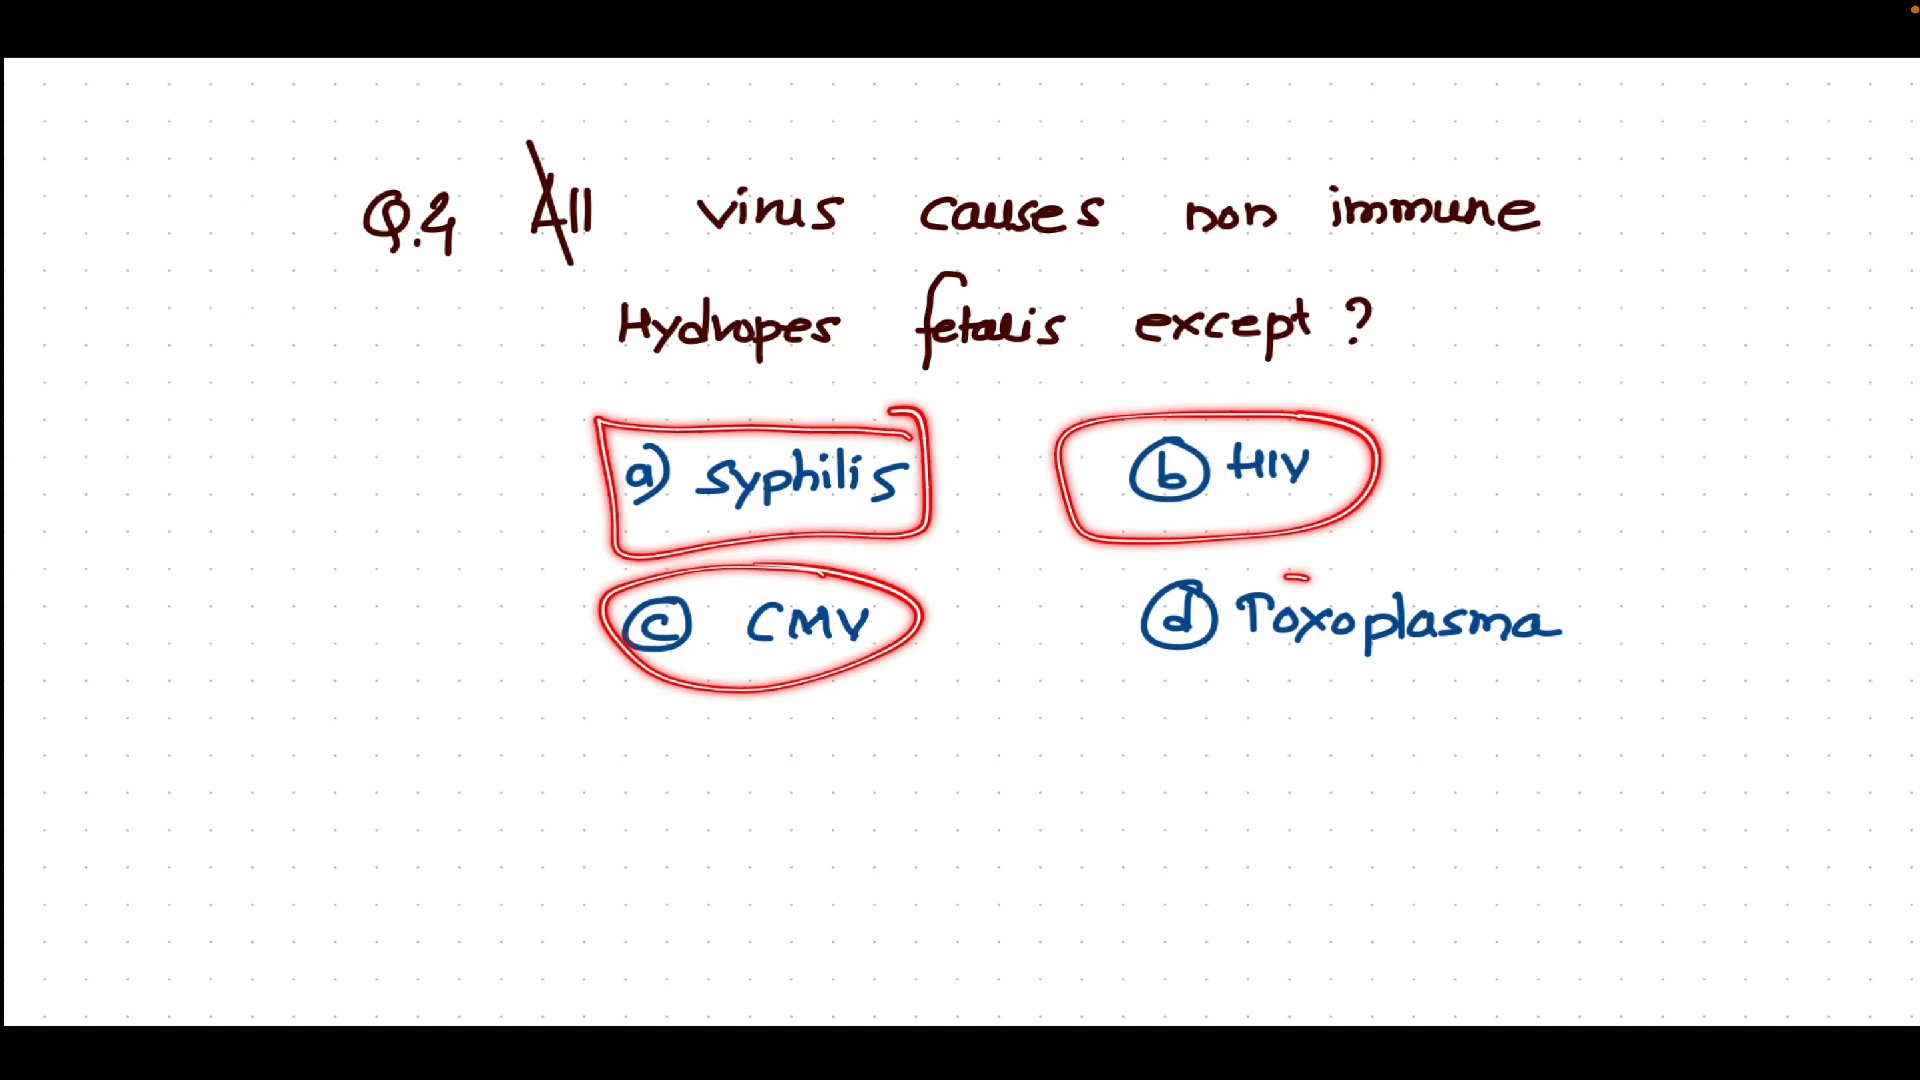 Q.4 All virus causes non immune
Hydropes fetalis except?
a) Syphilis b HIV
c CMV d Toxoplasma